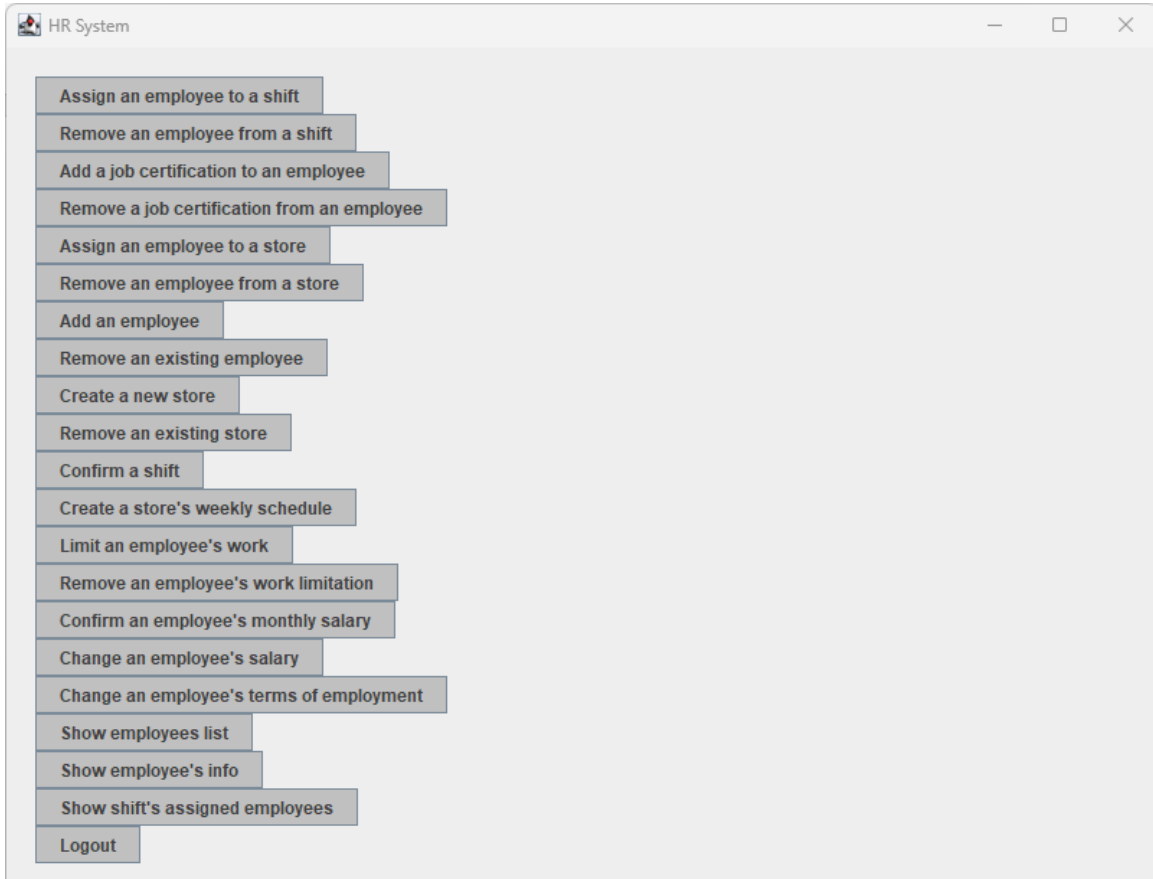 HR System
Assign an employee to a shift
Remove an employee from a shift
Add a job certification to an employee
Remove a job certification from an employee
Assign an employee to a store
Remove an employee from a store
Add an employee
Remove an existing employee
Create a new store
Remove an existing store
Confirm a shift
Create a store's weekly schedule
Limit an employee's work
Remove an employee's work limitation
Confirm an employee's monthly salary
Change an employee's salary
Change an employee's terms of employment
Show employees list
Show employee's info
Show shift's assigned employees
Logout